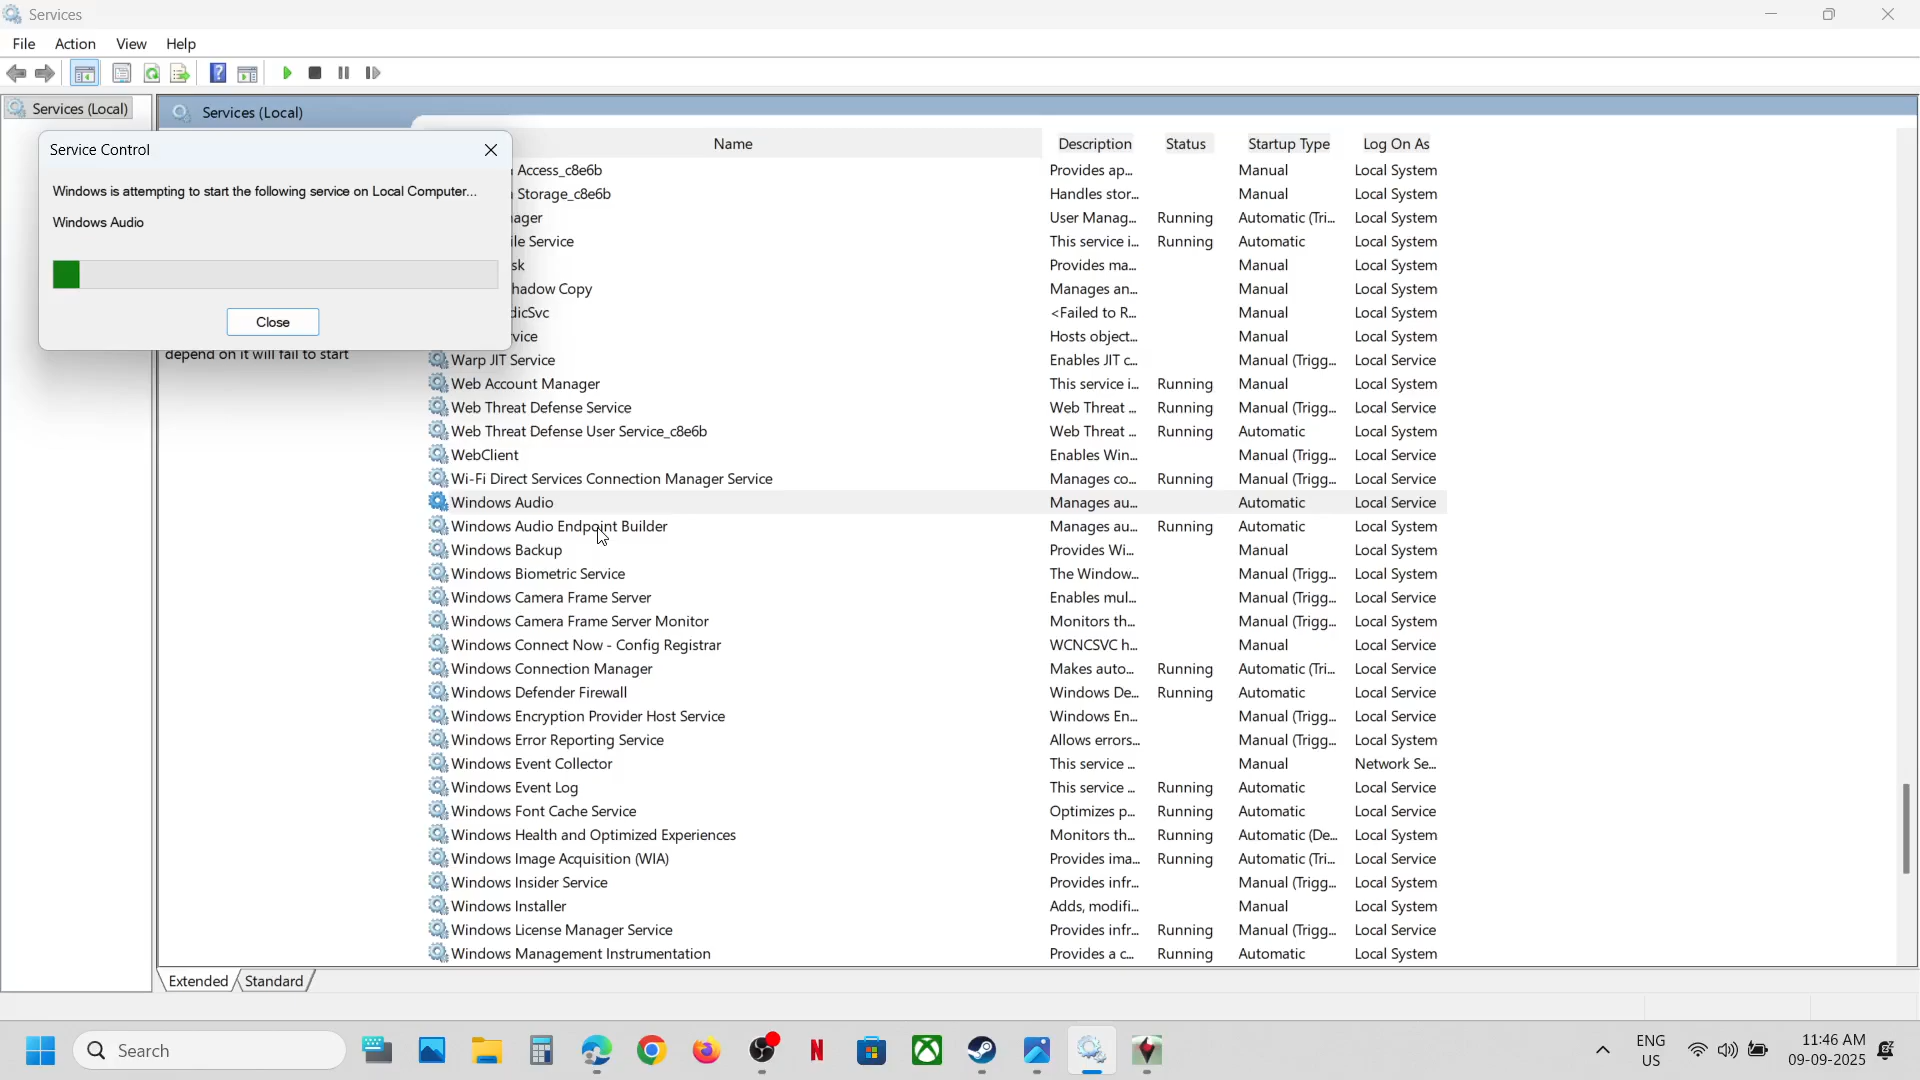 Services
File Action View Help
Services (Local)
Services (Local)
Service Control
Windows is attempting to start the following service on Local Computer...
Windows Audio
Close
depend on it will fail to start
Name Description Status Startup Type Log On As
Access_c8e6b Provides ap... Manual Local System
Storage_c8e6b Handles stor... Manual Local System
ager User Manag... Running Automatic (Tri... Local System
ile Service This service i... Running Automatic Local System
sk Provides ma... Manual Local System
hadow Copy Manages an... Manual Local System
dicSvc <Failed to R... Manual Local System
vice Hosts object... Manual Local System
Warp JIT Service Enables JIT c... Manual (Trigg... Local Service
Web Account Manager This service i... Running Manual Local System
Web Threat Defense Service Web Threat ... Running Manual (Trigg... Local Service
Web Threat Defense User Service_c8e6b Web Threat ... Running Automatic Local System
WebClient Enables Win... Manual (Trigg... Local Service
Wi-Fi Direct Services Connection Manager Service Manages co... Running Manual (Trigg... Local Service
Windows Audio Manages au... Automatic Local Service
Windows Audio Endpoint Builder Manages au... Running Automatic Local System
Windows Backup Provides Wi... Manual Local System
Windows Biometric Service The Window... Manual (Trigg... Local System
Windows Camera Frame Server Enables mul... Manual (Trigg... Local Service
Windows Camera Frame Server Monitor Monitors th... Manual (Trigg... Local System
Windows Connect Now - Config Registrar WCNCSVC h... Manual Local Service
Windows Connection Manager Makes auto... Running Automatic (Tri... Local Service
Windows Defender Firewall Windows De... Running Automatic Local Service
Windows Encryption Provider Host Service Windows En... Manual (Trigg... Local Service
Windows Error Reporting Service Allows errors... Manual (Trigg... Local System
Windows Event Collector This service ... Manual Network Se...
Windows Event Log This service ... Running Automatic Local Service
Windows Font Cache Service Optimizes p... Running Automatic Local Service
Windows Health and Optimized Experiences Monitors th... Running Automatic (De... Local System
Windows Image Acquisition (WIA) Provides ima... Running Automatic (Tri... Local Service
Windows Insider Service Provides infr... Manual (Trigg... Local System
Windows Installer Adds, modifi... Manual Local System
Windows License Manager Service Provides infr... Running Manual (Trigg... Local Service
Windows Management Instrumentation Provides a c... Running Automatic Local System
Extended Standard
Search
ENG
US
11:46 AM
09-09-2025